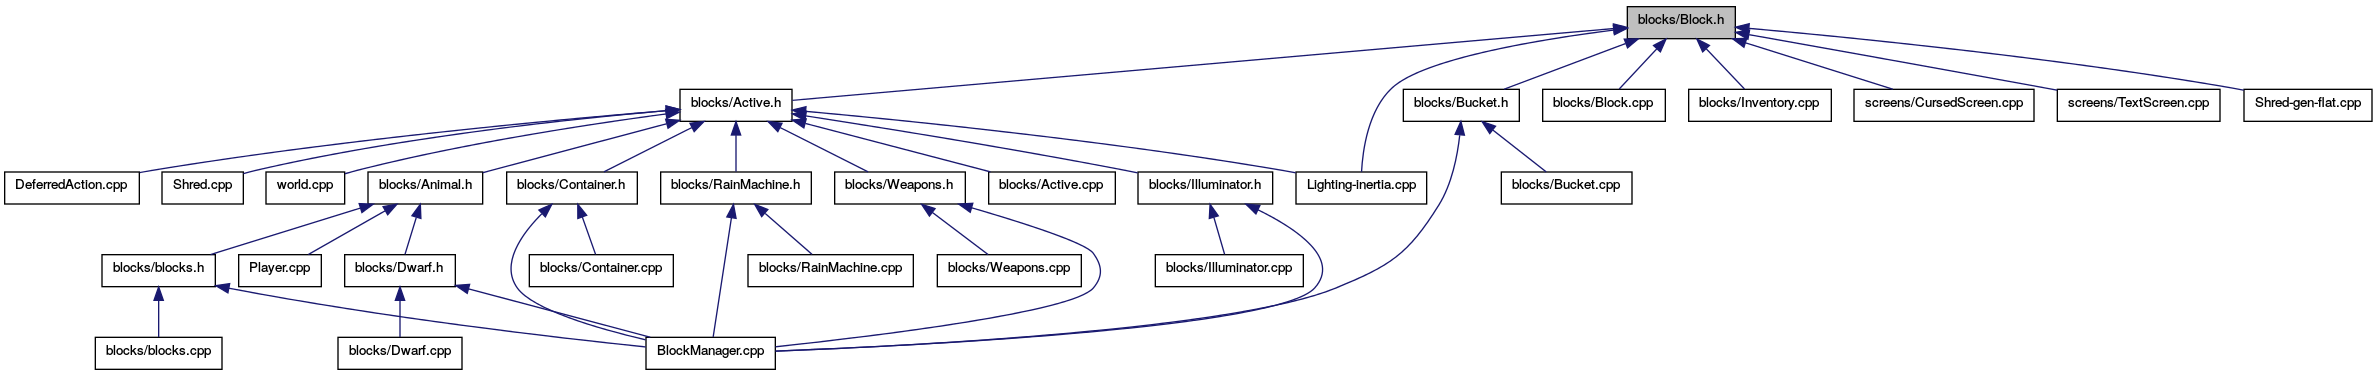 blocks/Block.h
blocks/Active.h
blocks/Bucket.h
blocks/Block.cpp
blocks/Inventory.cpp
screens/CursedScreen.cpp
screens/TextScreen.cpp
Shred-gen-flat.cpp
DeferredAction.cpp
Shred.cpp
world.cpp
blocks/Animal.h
blocks/Container.h
blocks/RainMachine.h
blocks/Weapons.h
blocks/Active.cpp
blocks/Illuminator.h
Lighting-inertia.cpp
blocks/Bucket.cpp
blocks/blocks.h
Player.cpp
blocks/Dwarf.h
blocks/Container.cpp
blocks/RainMachine.cpp
blocks/Weapons.cpp
blocks/Illuminator.cpp
blocks/blocks.cpp
blocks/Dwarf.cpp
BlockManager.cpp